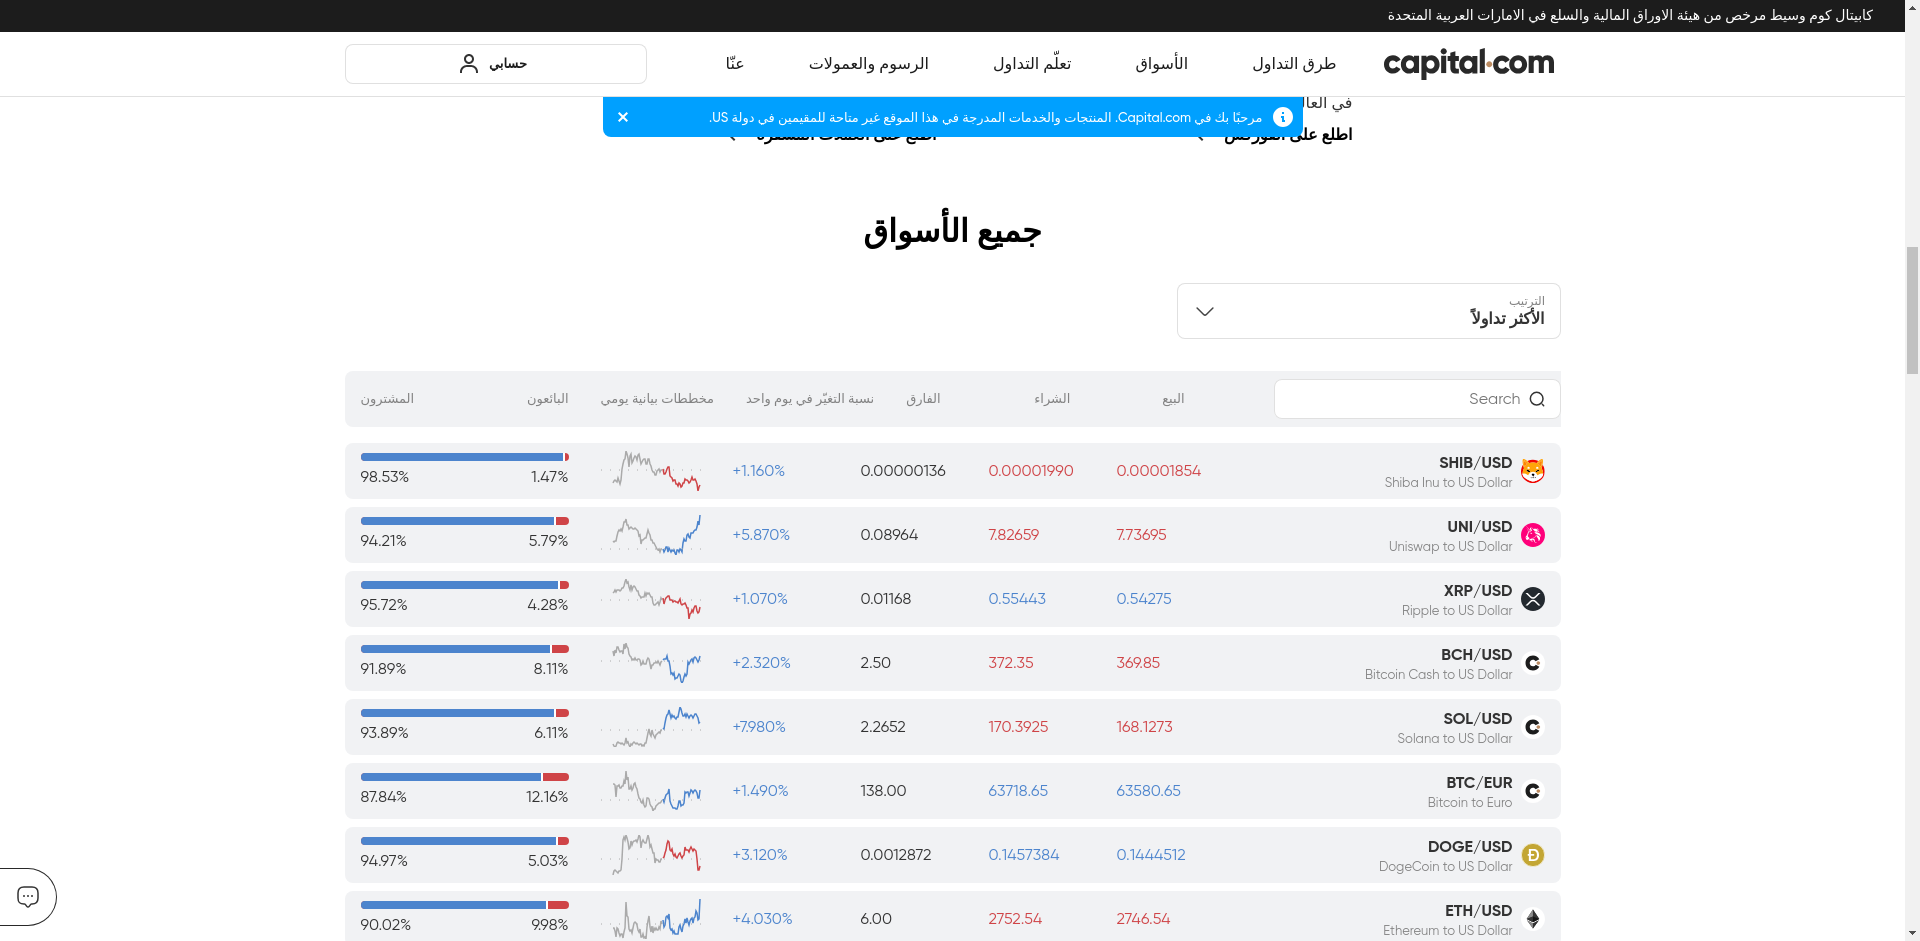 كابيتال كوم وسيط مرخص من هيئة الاوراق المالية والسلع في الامارات العربية المتحدة
capital.com
طرق التداول
الأسواق
تعلّم التداول
الرسوم والعمولات
عنّا
حسابي
مرحبًا بك في Capital.com. المنتجات والخدمات المدرجة في هذا الموقع غير متاحة للمقيمين في دولة US.
في
اطلع على الفوركس
اطلع على العملات المشفرة
جميع الأسواق
الترتيب
الأكثر تداولاً
Search
البيع
الشراء
الفارق
نسبة التغيّر في يوم واحد
مخططات بيانية يومي
البائعون
المشترون
SHIB/USD
Shiba Inu to US Dollar
0.00001854
0.00001990
0.00000136
+1.160%
1.47%
98.53%
UNI/USD
Uniswap to US Dollar
7.73695
7.82659
0.08964
+5.870%
5.79%
94.21%
XRP/USD
Ripple to US Dollar
0.54275
0.55443
0.01168
+1.070%
4.28%
95.72%
BCH/USD
Bitcoin Cash to US Dollar
369.85
372.35
2.50
+2.320%
8.11%
91.89%
SOL/USD
Solana to US Dollar
168.1273
170.3925
2.2652
+7.980%
6.11%
93.89%
BTC/EUR
Bitcoin to Euro
63580.65
63718.65
138.00
+1.490%
12.16%
87.84%
DOGE/USD
DogeCoin to US Dollar
0.1444512
0.1457384
0.0012872
+3.120%
5.03%
94.97%
ETH/USD
Ethereum to US Dollar
2746.54
2752.54
6.00
+4.030%
9.98%
90.02%